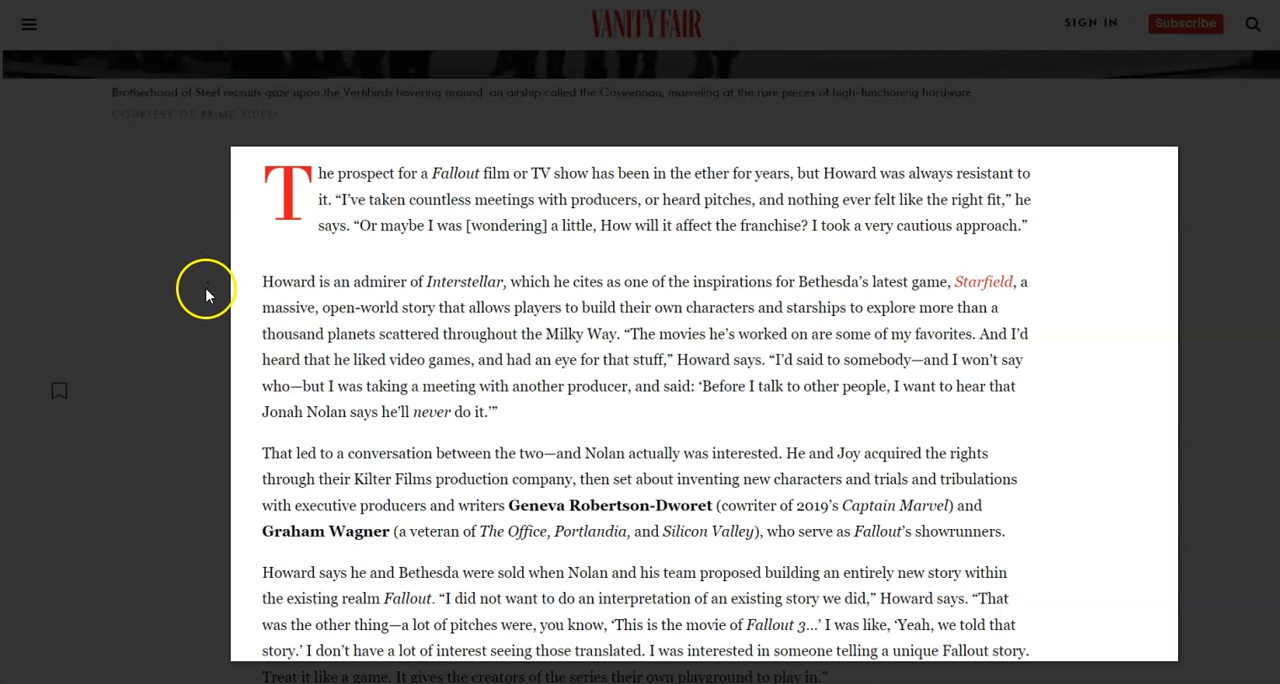 VANITY FAIR
SIGN IN
Subscribe
Brotherhood of Steel recruits gaze upon the Vertibirds hovering around an airship called the Caswennan, marveling at the rare pieces of high-functioning hardware.
COURTESY OF PRIME VIDEO
The prospect for a Fallout film or TV show has been in the ether for years, but Howard was always resistant to
it. “I’ve taken countless meetings with producers, or heard pitches, and nothing ever felt like the right fit,” he
says. “Or maybe I was [wondering] a little, How will it affect the franchise? I took a very cautious approach.”
Howard is an admirer of Interstellar, which he cites as one of the inspirations for Bethesda’s latest game, Starfield, a
massive, open-world story that allows players to build their own characters and starships to explore more than a
thousand planets scattered throughout the Milky Way. “The movies he’s worked on are some of my favorites. And I’d
heard that he liked video games, and had an eye for that stuff,” Howard says. “I’d said to somebody—and I won’t say
who—but I was taking a meeting with another producer, and said: ‘Before I talk to other people, I want to hear that
Jonah Nolan says he’ll never do it.’”
That led to a conversation between the two—and Nolan actually was interested. He and Joy acquired the rights
through their Kilter Films production company, then set about inventing new characters and trials and tribulations
with executive producers and writers Geneva Robertson-Dworet (cowriter of 2019’s Captain Marvel) and
Graham Wagner (a veteran of The Office, Portlandia, and Silicon Valley), who serve as Fallout’s showrunners.
Howard says he and Bethesda were sold when Nolan and his team proposed building an entirely new story within
the existing realm Fallout. “I did not want to do an interpretation of an existing story we did,” Howard says. “That
was the other thing—a lot of pitches were, you know, ‘This is the movie of Fallout 3...’ I was like, ‘Yeah, we told that
story.’ I don’t have a lot of interest seeing those translated. I was interested in someone telling a unique Fallout story.
Treat it like a game. It gives the creators of the series their own playground to play in.”